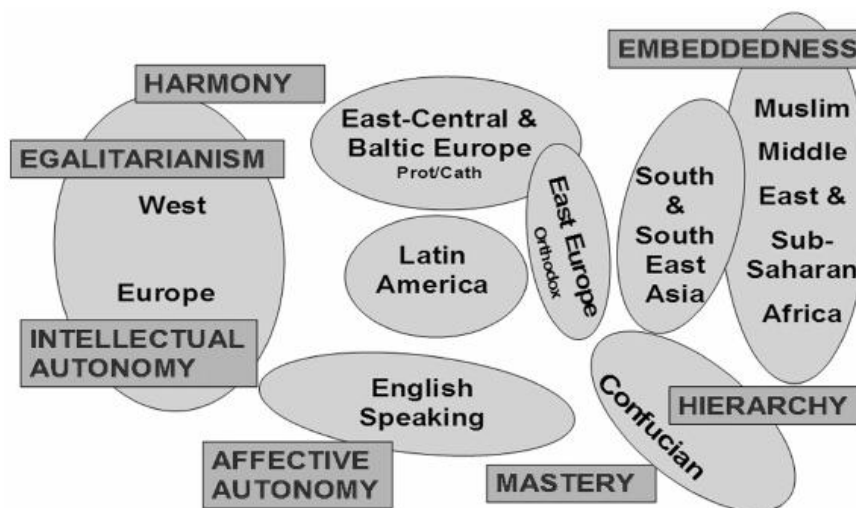 HARMONY
EGALITARIANISM
West
Europe
INTELLECTUAL
AUTONOMY
East-Central &
Baltic Europe
Prot/Cath
Latin
America
East Europe
Orthodox
English
Speaking
AFFECTIVE
AUTONOMY
MASTERY
South
&
South
East
Asia
EMBEDDEDNESS
Muslim
Middle
East &
Sub-
Saharan
Africa
HIERARCHY
Confucian